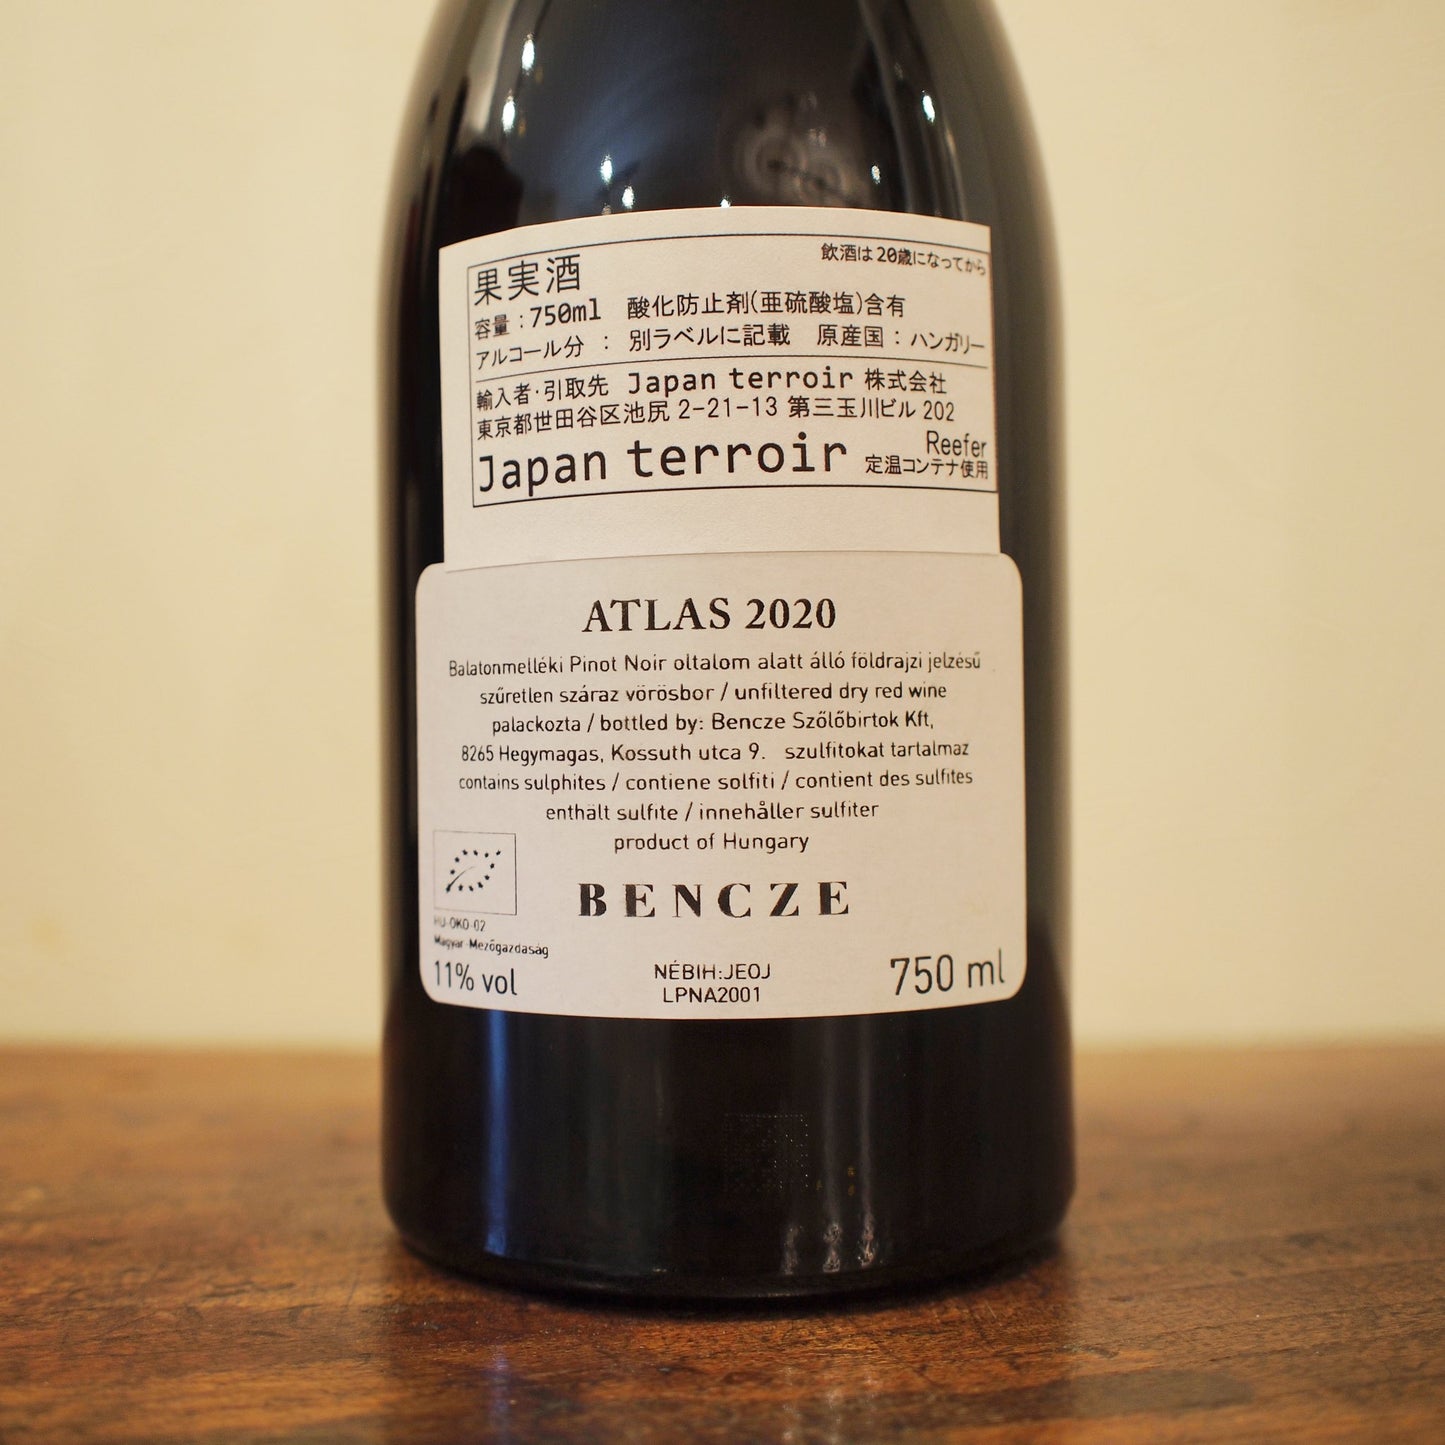 飲酒は20歳になってから
果実酒
容量:750ml 酸化防止剤(亜硫酸塩)含有
アルコール分 : 別ラベルに記載 原産国 : ハンガリー
輸入者・引取先 Japan terroir 株式会社
東京都世田谷区池尻 2-21-13 第三玉川ビル 202
Japan terroir Reefer
定温コンテナ使用
ATLAS 2020
Balatonmelléki Pinot Noir oltalom alatt álló földrajzi jelzésű
szűretlen száraz vörösbor / unfiltered dry red wine
palackozta / bottled by: Bencze Szőlőbirtok Kft,
8265 Hegymagas, Kossuth utca 9. szulfitokat tartalmaz
contains sulphites / contiene solfiti / contient des sulfites
enthält sulfite / innehåller sulfiter
product of Hungary
BENCZE
HU-ÖKO-02
Magyar Mezőgazdaság
11% vol
NÉBIH:JEOJ
LPNA2001
750 ml